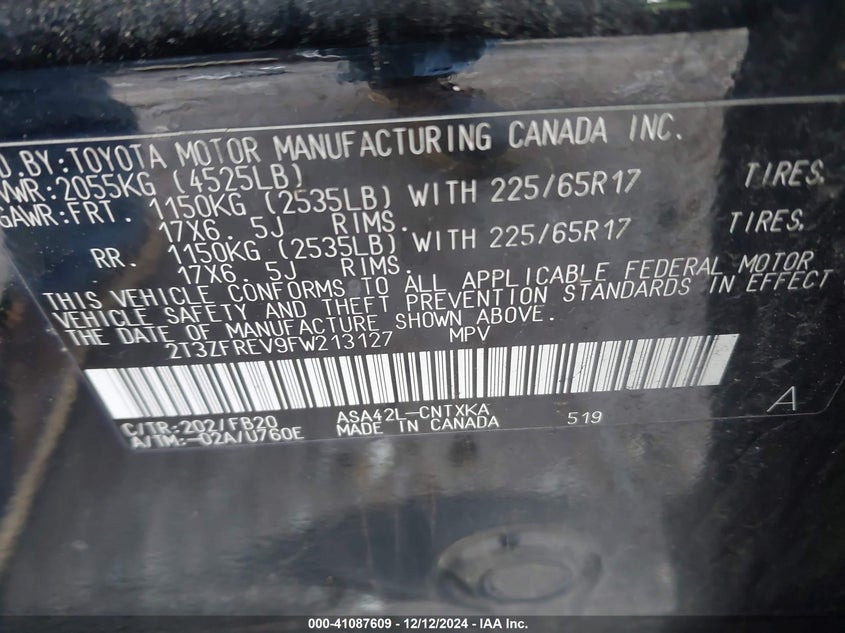 D.BY:TOYOTA MOTOR MANUFACTURING CANADA INC.
VWR:2055KG (4525LB)
GAWR:FRT. 1150KG (2535LB) WITH 225/65R17 TIRES.
17X6.5J RIMS.
RR. 1150KG (2535LB) WITH 225/65R17 TIRES.
17X6.5J RIMS.
THIS VEHICLE CONFORMS TO ALL APPLICABLE FEDERAL MOTOR
VEHICLE SAFETY AND THEFT PREVENTION STANDARDS IN EFFECT
THE DATE OF MANUFACTURE SHOWN ABOVE.
2T3ZFREV9FW213127 MPV
C/TR:202/FB20 ASA42L-CNTXKA 519 A
A/TM:-02A/U760E MADE IN CANADA
000-41087609 - 12/12/2024 - IAA Inc.